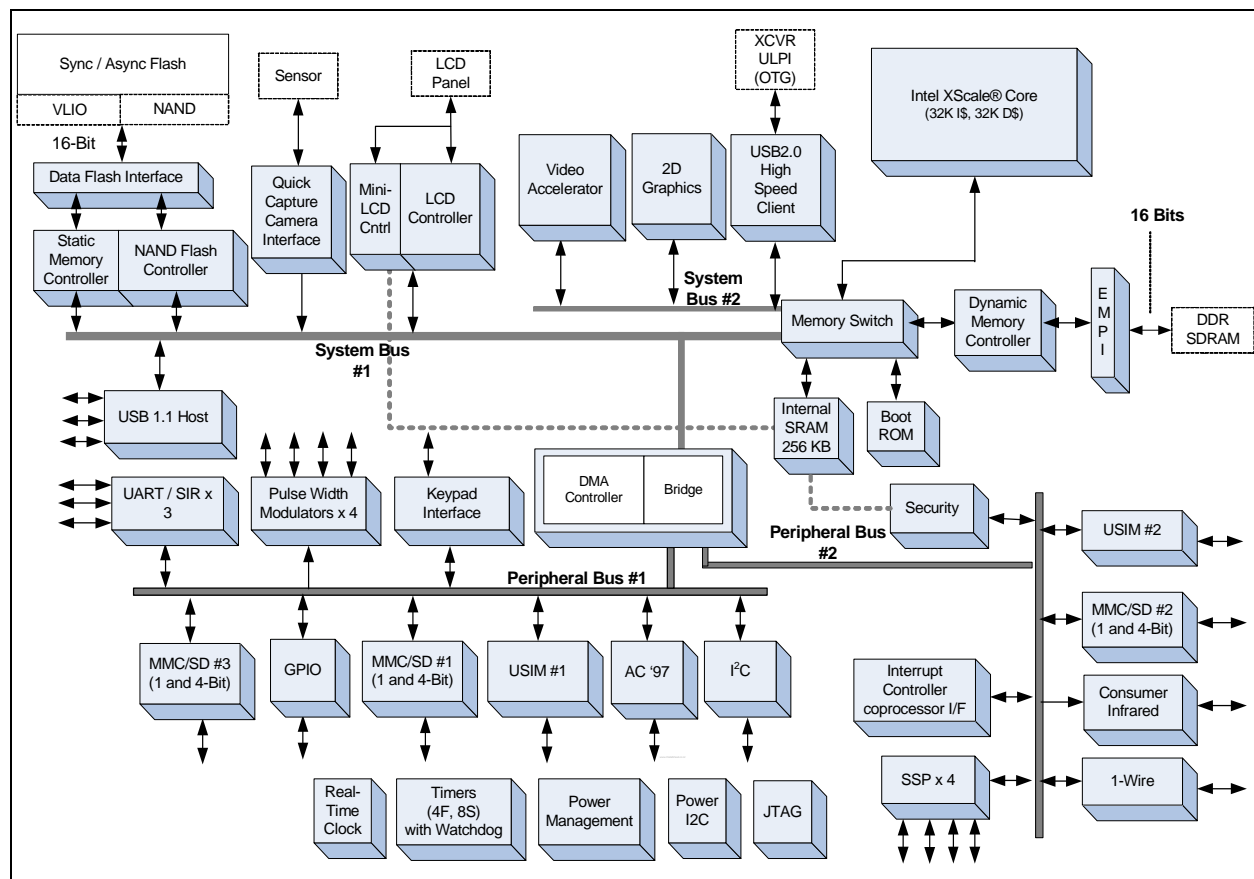 Sync / Async Flash
VLIO
NAND
16-Bit
Data Flash Interface
Static
Memory
Controller
NAND Flash
Controller
Sensor
Quick
Capture
Camera
Interface
LCD
Panel
Mini-
LCD
Cntrl
LCD
Controller
Video
Accelerator
2D
Graphics
XCVR
ULPI
(OTG)
USB2.0
High
Speed
Client
Intel XScale® Core
(32K I$, 32K D$)
System
Bus #2
System Bus
#1
Memory Switch
Dynamic
Memory
Controller
EMPI
16 Bits
DDR
SDRAM
USB 1.1 Host
Internal
SRAM
256 KB
Boot
ROM
UART / SIR x
3
Pulse Width
Modulators x 4
Keypad
Interface
DMA
Controller
Bridge
Security
Peripheral Bus
#2
Peripheral Bus #1
USIM #2
MMC/SD #3
(1 and 4-Bit)
GPIO
MMC/SD #1
(1 and 4-Bit)
USIM #1
AC '97
I²C
MMC/SD #2
(1 and 4-Bit)
Interrupt
Controller
coprocessor I/F
Consumer
Infrared
SSP x 4
1-Wire
Real-
Time
Clock
Timers
(4F, 8S)
with Watchdog
Power
Management
Power
I2C
JTAG